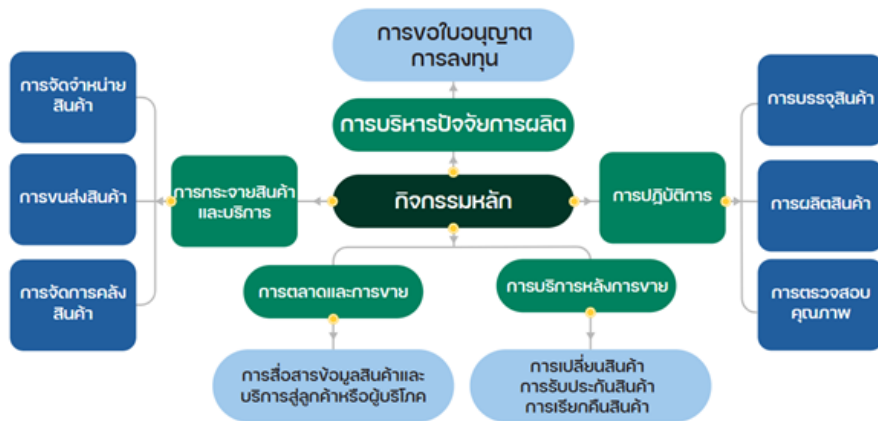 การขอใบอนุญาต
การลงทุน
การบริหารปัจจัยการผลิต
กิจกรรมหลัก
การกระจายสินค้า
และบริการ
การจัดจำหน่าย
สินค้า
การขนส่งสินค้า
การจัดการคลัง
สินค้า
การปฏิบัติการ
การบรรจุสินค้า
การผลิตสินค้า
การตรวจสอบ
คุณภาพ
การตลาดและการขาย
การสื่อสารข้อมูลสินค้าและ
บริการสู่ลูกค้าหรือผู้บริโภค
การบริการหลังการขาย
การเปลี่ยนสินค้า
การรับประกันสินค้า
การเรียกคืนสินค้า